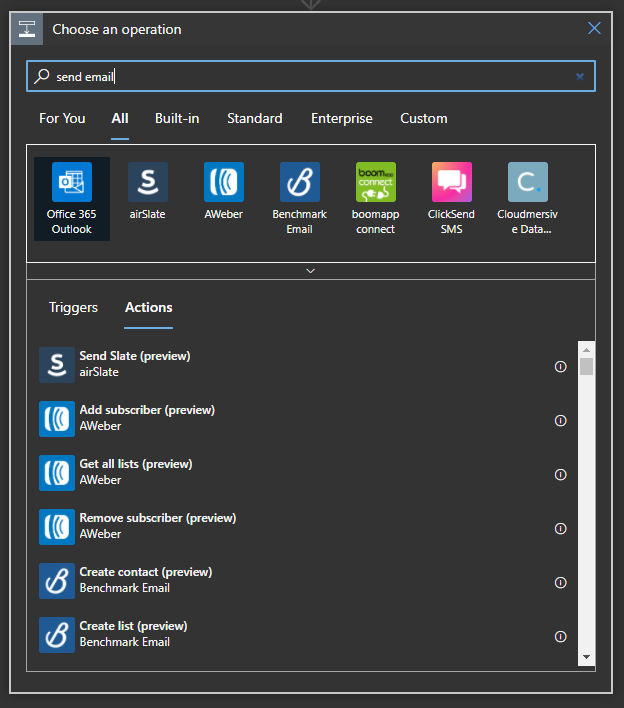 Choose an operation
send email
For You All Built-in Standard Enterprise Custom
Office 365
Outlook
airSlate
AWeber
Benchmark
Email
boomapp
connect
ClickSend
SMS
Cloudmersiv
e Data...
Triggers Actions
Send Slate (preview)
airSlate
Add subscriber (preview)
AWeber
Get all lists (preview)
AWeber
Remove subscriber (preview)
AWeber
Create contact (preview)
Benchmark Email
Create list (preview)
Benchmark Email